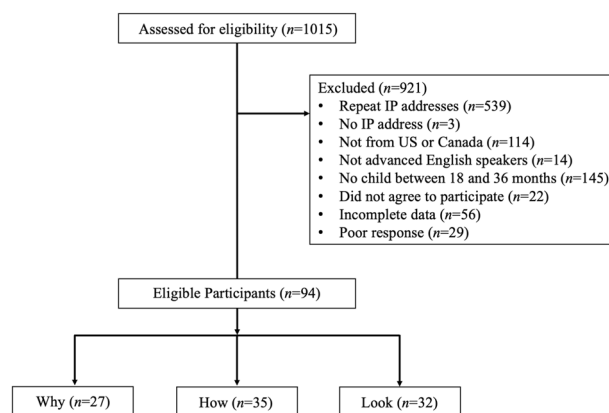 Assessed for eligibility (n=1015)
Excluded (n=921)
• Repeat IP addresses (n=539)
• No IP address (n=3)
• Not from US or Canada (n=114)
• Not advanced English speakers (n=14)
• No child between 18 and 36 months (n=145)
• Did not agree to participate (n=22)
• Incomplete data (n=56)
• Poor response (n=29)
Eligible Participants (n=94)
Why (n=27)
How (n=35)
Look (n=32)